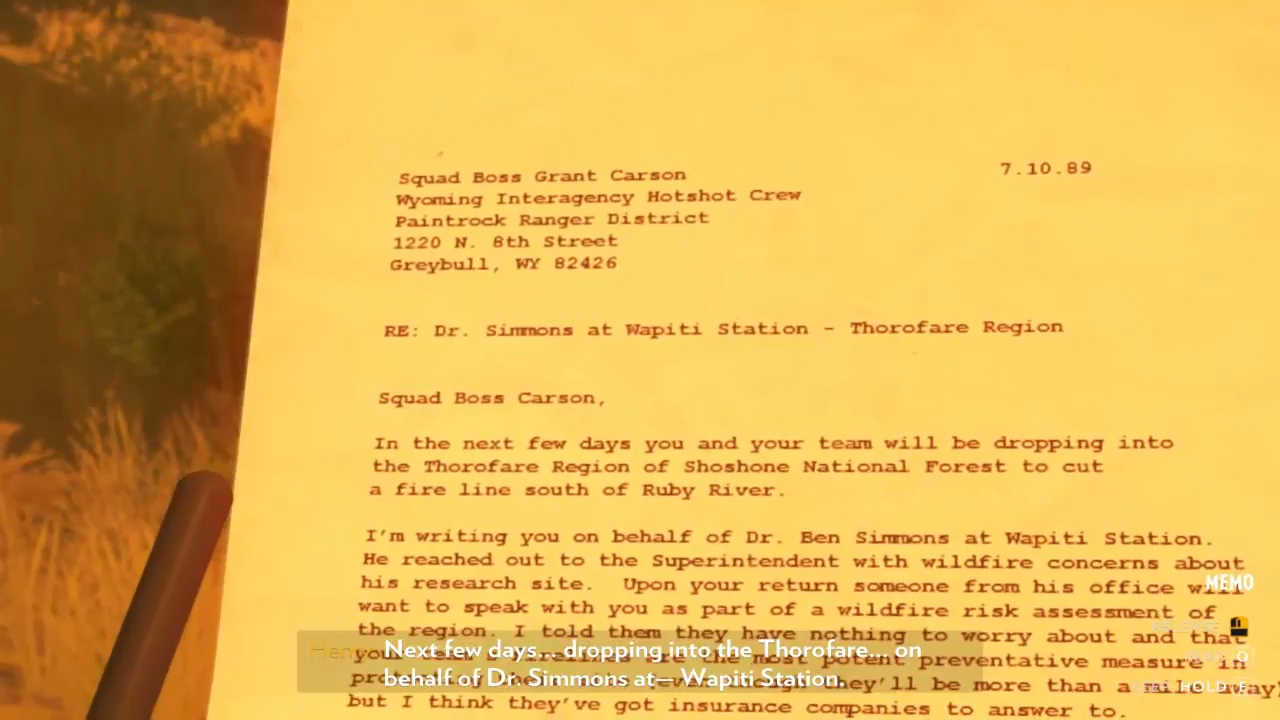 Squad Boss Grant Carson
7.10.89
Wyoming Interagency Hotshot Crew
Paintrock Ranger District
1220 N. 8th Street
Greybull, WY 82426
RE: Dr. Simmons at Wapiti Station - Thorofare Region
Squad Boss Carson,
In the next few days you and your team will be dropping into
the Thorofare Region of Shoshone National Forest to cut
a fire line south of Ruby River.
I'm writing you on behalf of Dr. Ben Simmons at Wapiti Station.
He reached out to the Superintendent with wildfire concerns about
his research site. Upon your return someone from his office will
want to speak with you as part of a wildfire risk assessment of
the region. I told them they have nothing to worry about and that
the most potent preventative measure in
they'll be more than a mile away
but I think they've got insurance companies to answer to.
Next few days... dropping into the Thorofare... on
behalf of Dr. Simmons at— Wapiti Station.
MEMO
HOLD E